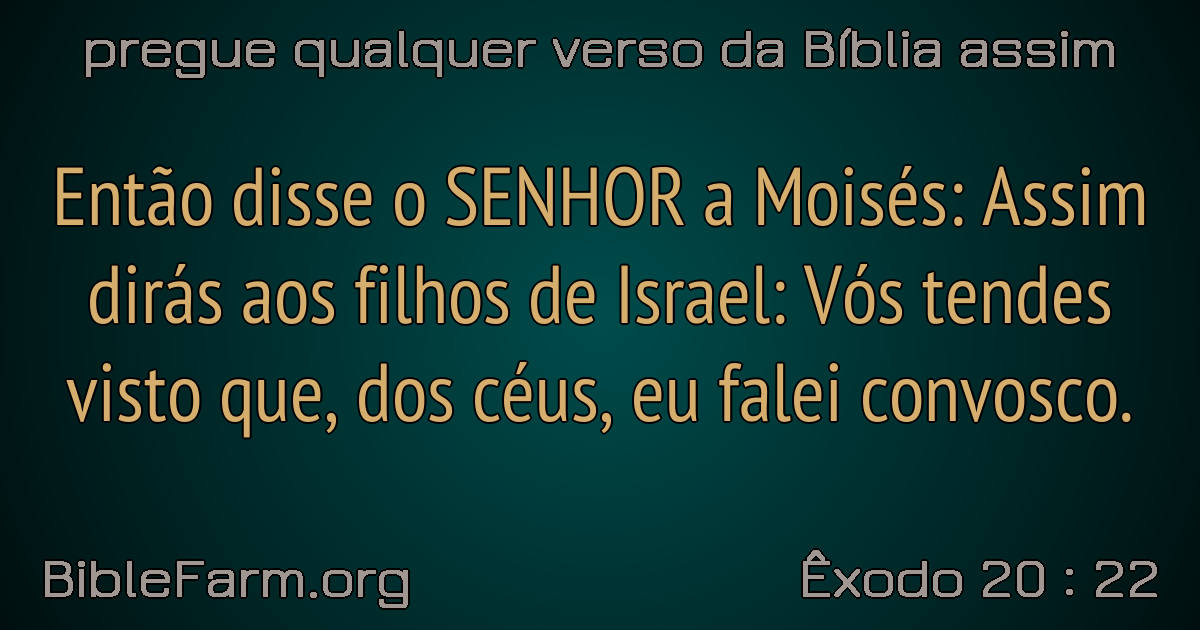 pregue qualquer verso da Bíblia assim
Então disse o SENHOR a Moisés: Assim
dirás aos filhos de Israel: Vós tendes
visto que, dos céus, eu falei convosco.
BibleFarm.org
Êxodo 20 : 22